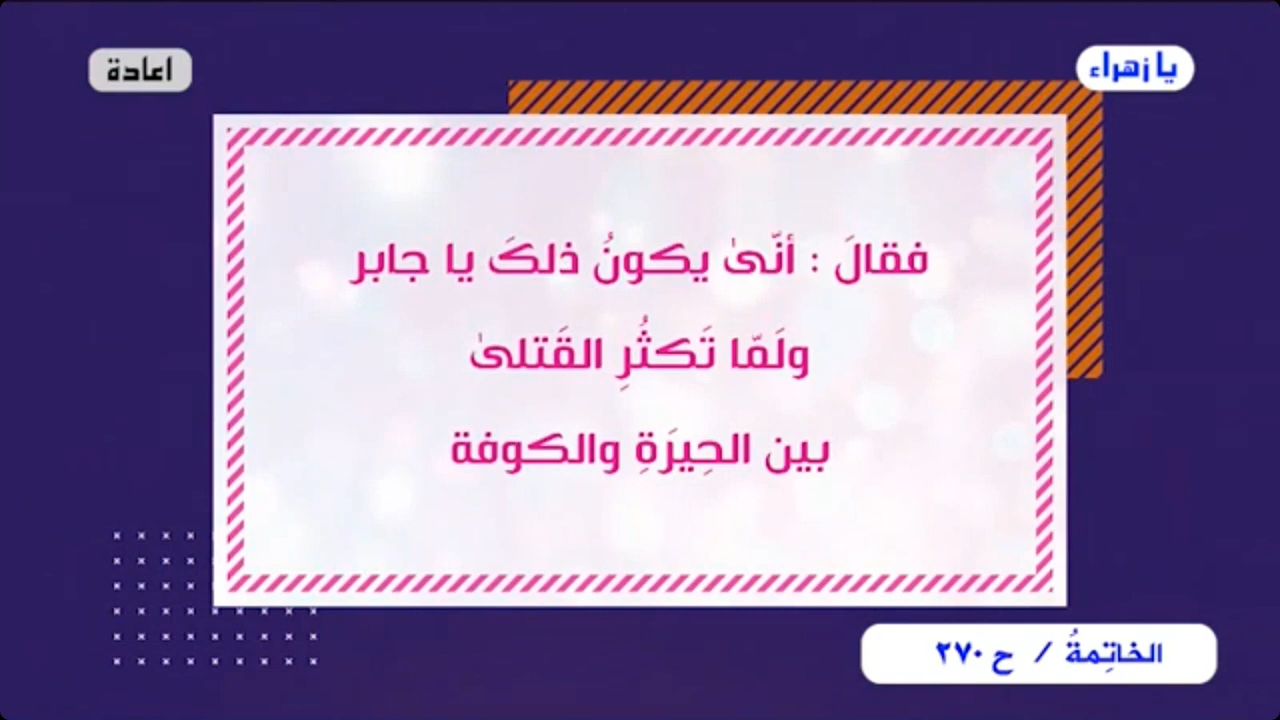 يا زهراء
اعادة
فقالَ : أنّىٰ يكونُ ذلكَ يا جابر
ولَمّا تَكثُرِ القَتلىٰ
بين الحِيرَةِ والكوفة
الخاتِمةُ / ح ٢٧٠